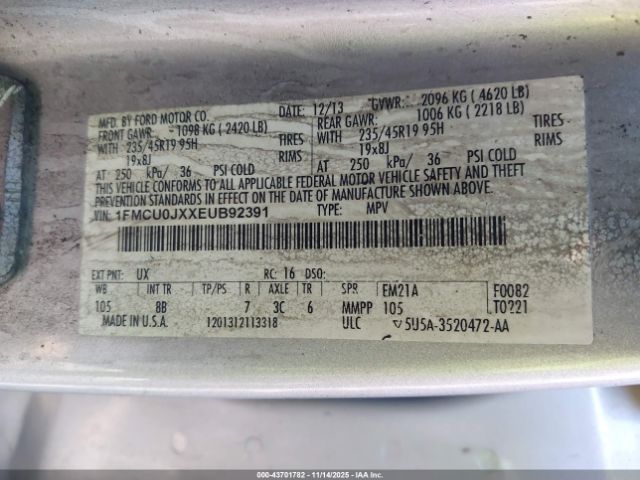 MFD. BY FORD MOTOR CO. DATE: 12/13 GVWR: 2096 KG ( 4620 LB)
FRONT GAWR: 1098 KG ( 2420 LB) REAR GAWR: 1006 KG ( 2218 LB)
WITH 235/45R19 95H TIRES WITH 235/45R19 95H TIRES
19x8J RIMS 19x8J RIMS
AT 250 kPa/ 36 PSI COLD AT 250 kPa/ 36 PSI COLD
THIS VEHICLE CONFORMS TO ALL APPLICABLE FEDERAL MOTOR VEHICLE SAFETY AND THEFT
PREVENTION STANDARDS IN EFFECT ON THE DATE OF MANUFACTURE SHOWN ABOVE.
VIN: 1FMCU0JXXEUB92391 TYPE: MPV
EXT PNT: UX RC: 16 DSO:
WB INT TR TP/PS R AXLE TR SPR EM21A F0082
105 8B 7 3C 6 MMPP 105 T0221
MADE IN U.S.A. 1201312113318 ULC 5U5A-3520472-AA
000-43701782 - 11/14/2025 - IAAI, Inc. Copyright